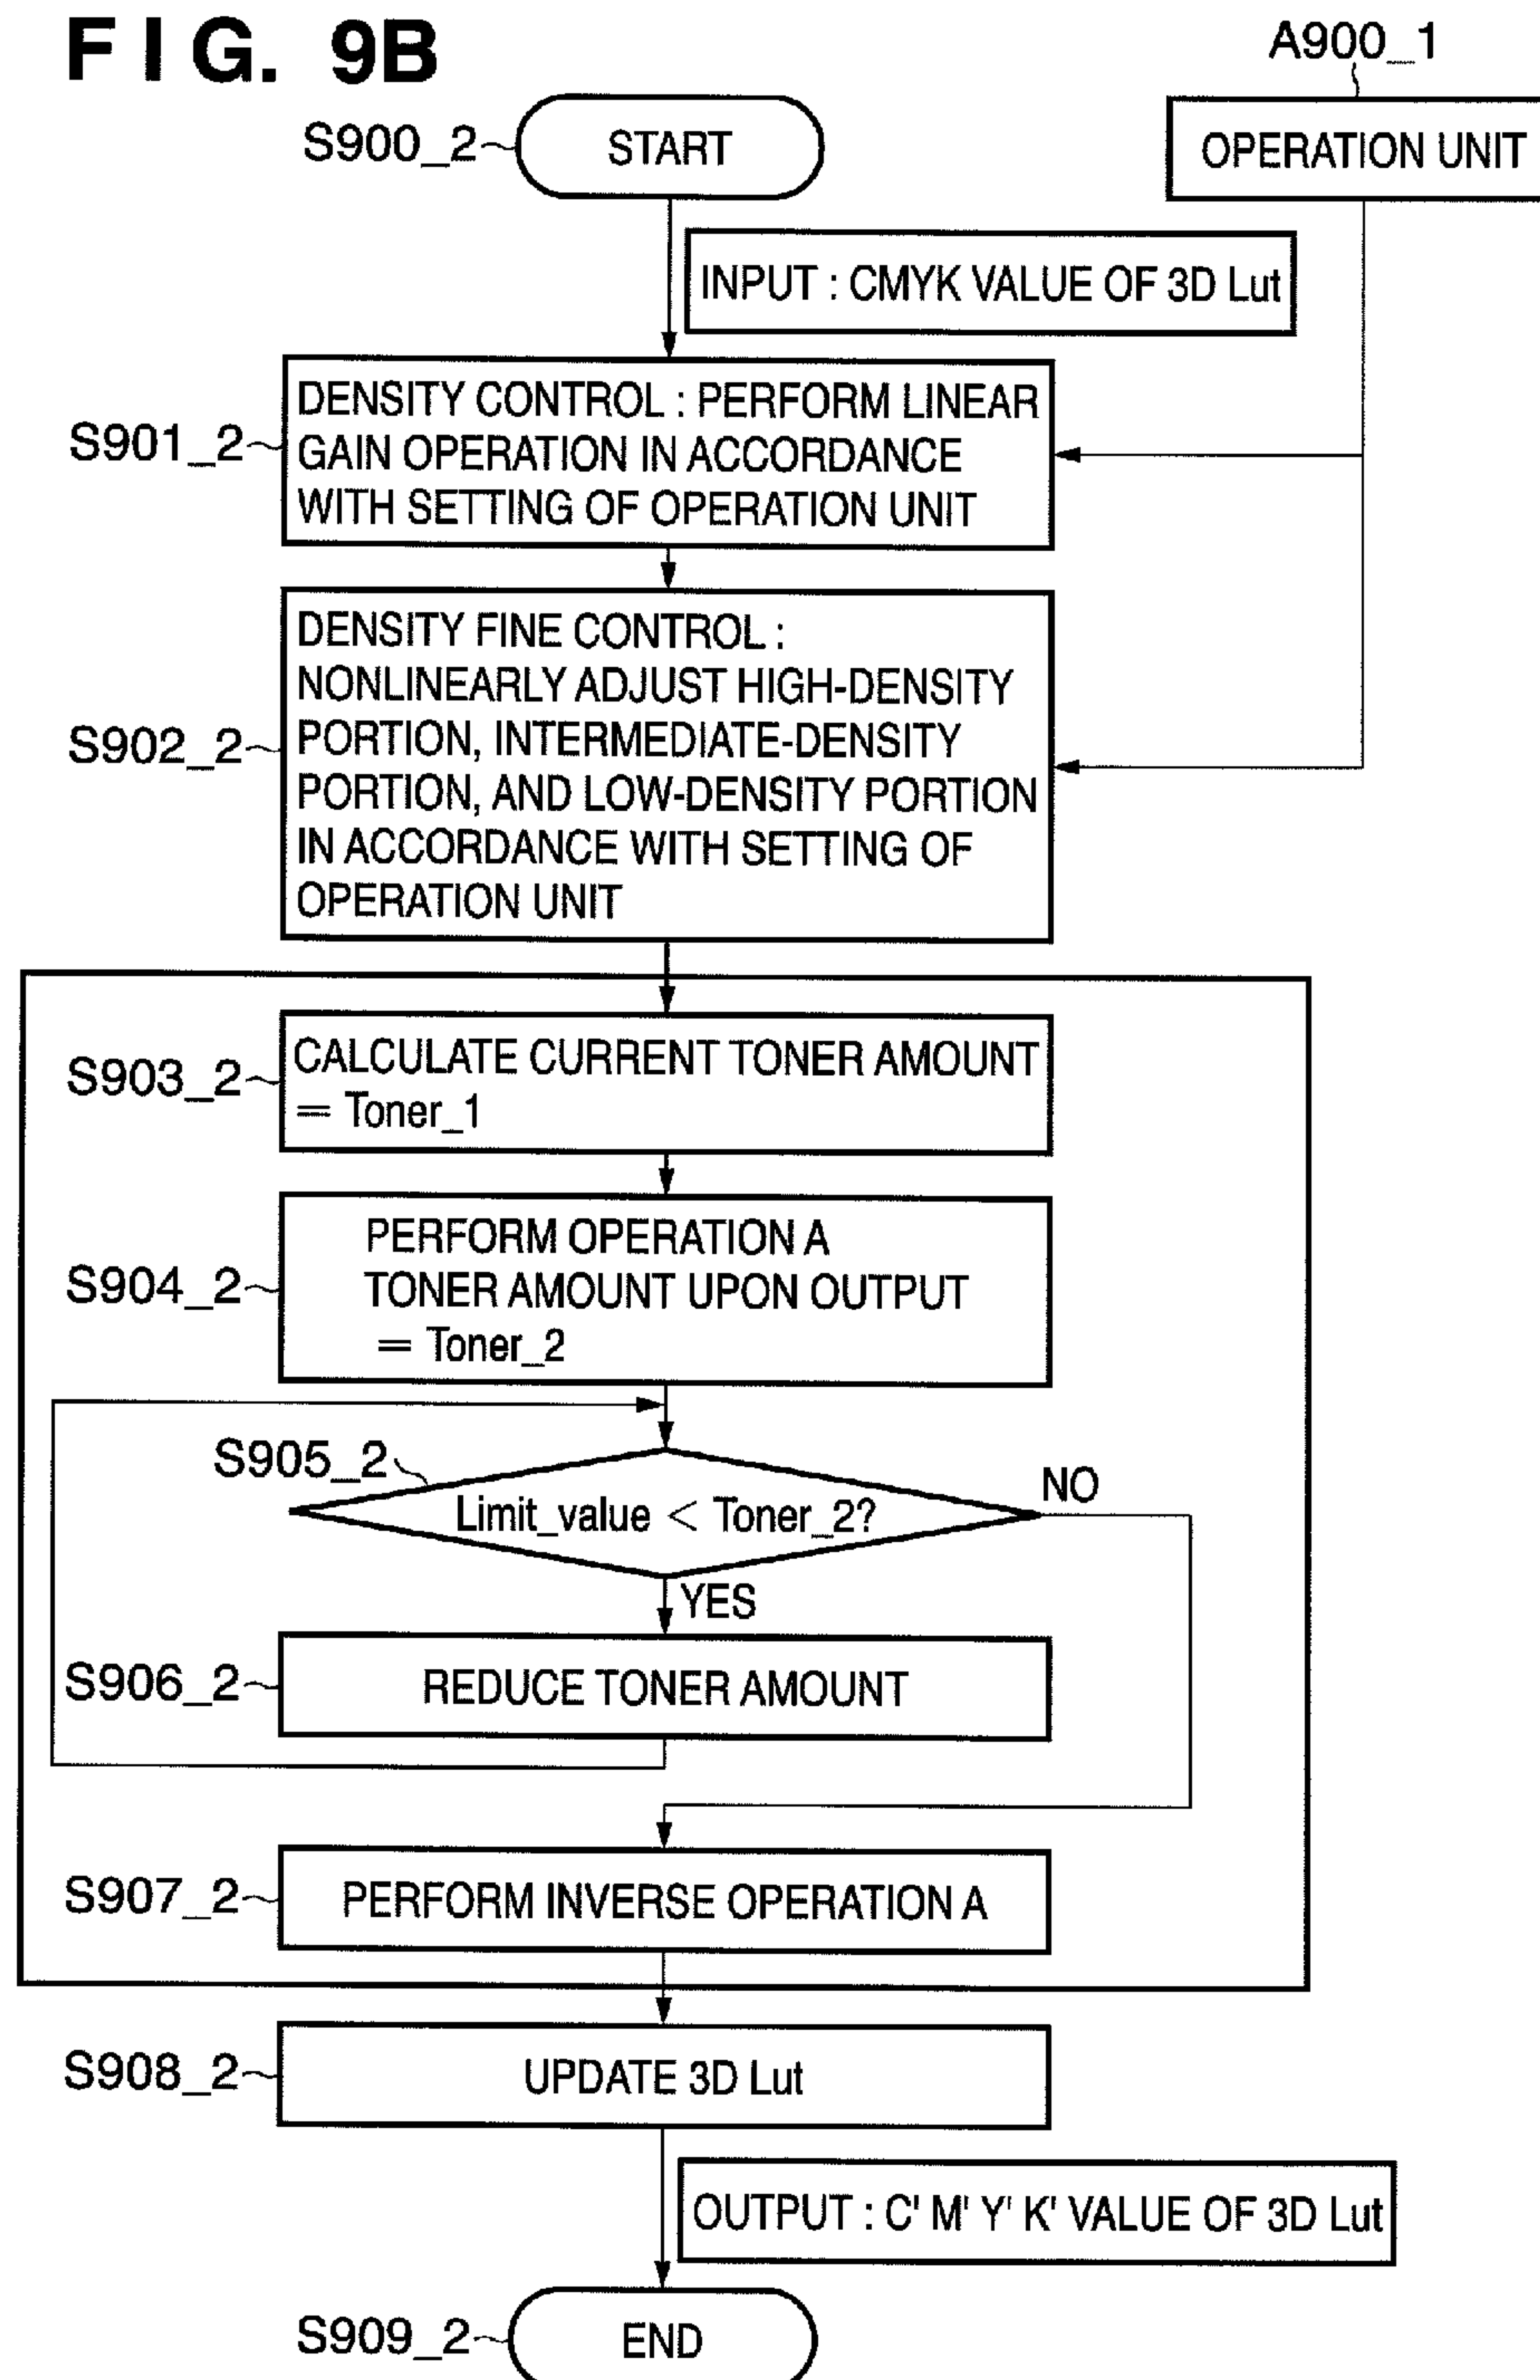 FIG. 9B
A900_1
S900_2
START
OPERATION UNIT
INPUT : CMYK VALUE OF 3D Lut
S901_2
DENSITY CONTROL : PERFORM LINEAR
GAIN OPERATION IN ACCORDANCE
WITH SETTING OF OPERATION UNIT
S902_2
DENSITY FINE CONTROL :
NONLINEARLY ADJUST HIGH-DENSITY
PORTION, INTERMEDIATE-DENSITY
PORTION, AND LOW-DENSITY PORTION
IN ACCORDANCE WITH SETTING OF
OPERATION UNIT
S903_2
CALCULATE CURRENT TONER AMOUNT
= Toner_1
S904_2
PERFORM OPERATION A
TONER AMOUNT UPON OUTPUT
= Toner_2
S905_2
Limit_value < Toner_2?
NO
YES
S906_2
REDUCE TONER AMOUNT
S907_2
PERFORM INVERSE OPERATION A
S908_2
UPDATE 3D Lut
OUTPUT : C' M' Y' K' VALUE OF 3D Lut
S909_2
END